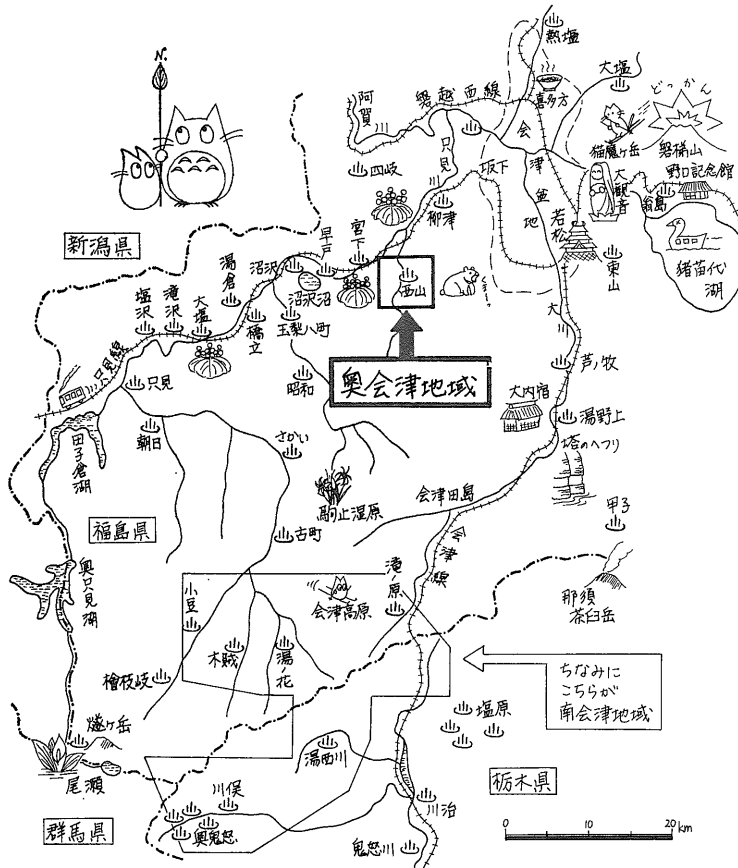 N.
熱塩
大塩
どっかん
阿賀川
磐越西線
喜多方
猫魔ヶ岳
磐梯山
四岐
只見川
坂下
会津盆地
大観音
野口記念館
翁島
新潟県
早戸
宮下
柳津
若松
猪苗代
湖
湯倉
沼沢
沼沢沼
西山
東山
塩沢
滝沢
大塩
橋立
玉梨八町
大川
只見線
奥会津地域
芦ノ牧
只見
昭和
大内宿
湯野上
田子倉湖
朝日
さかい
塔のへつり
駒止湿原
会津田島
福島県
古町
会津線
甲子
奥只見湖
小豆
会津高原
滝ノ原
那須
茶臼岳
木賊
湯ノ花
檜枝岐
ちなみに
こちらが
南会津地域
塩原
燧ヶ岳
尾瀬
湯西川
栃木県
川俣
川治
群馬県
奥鬼怒
鬼怒川
0 10 20 km